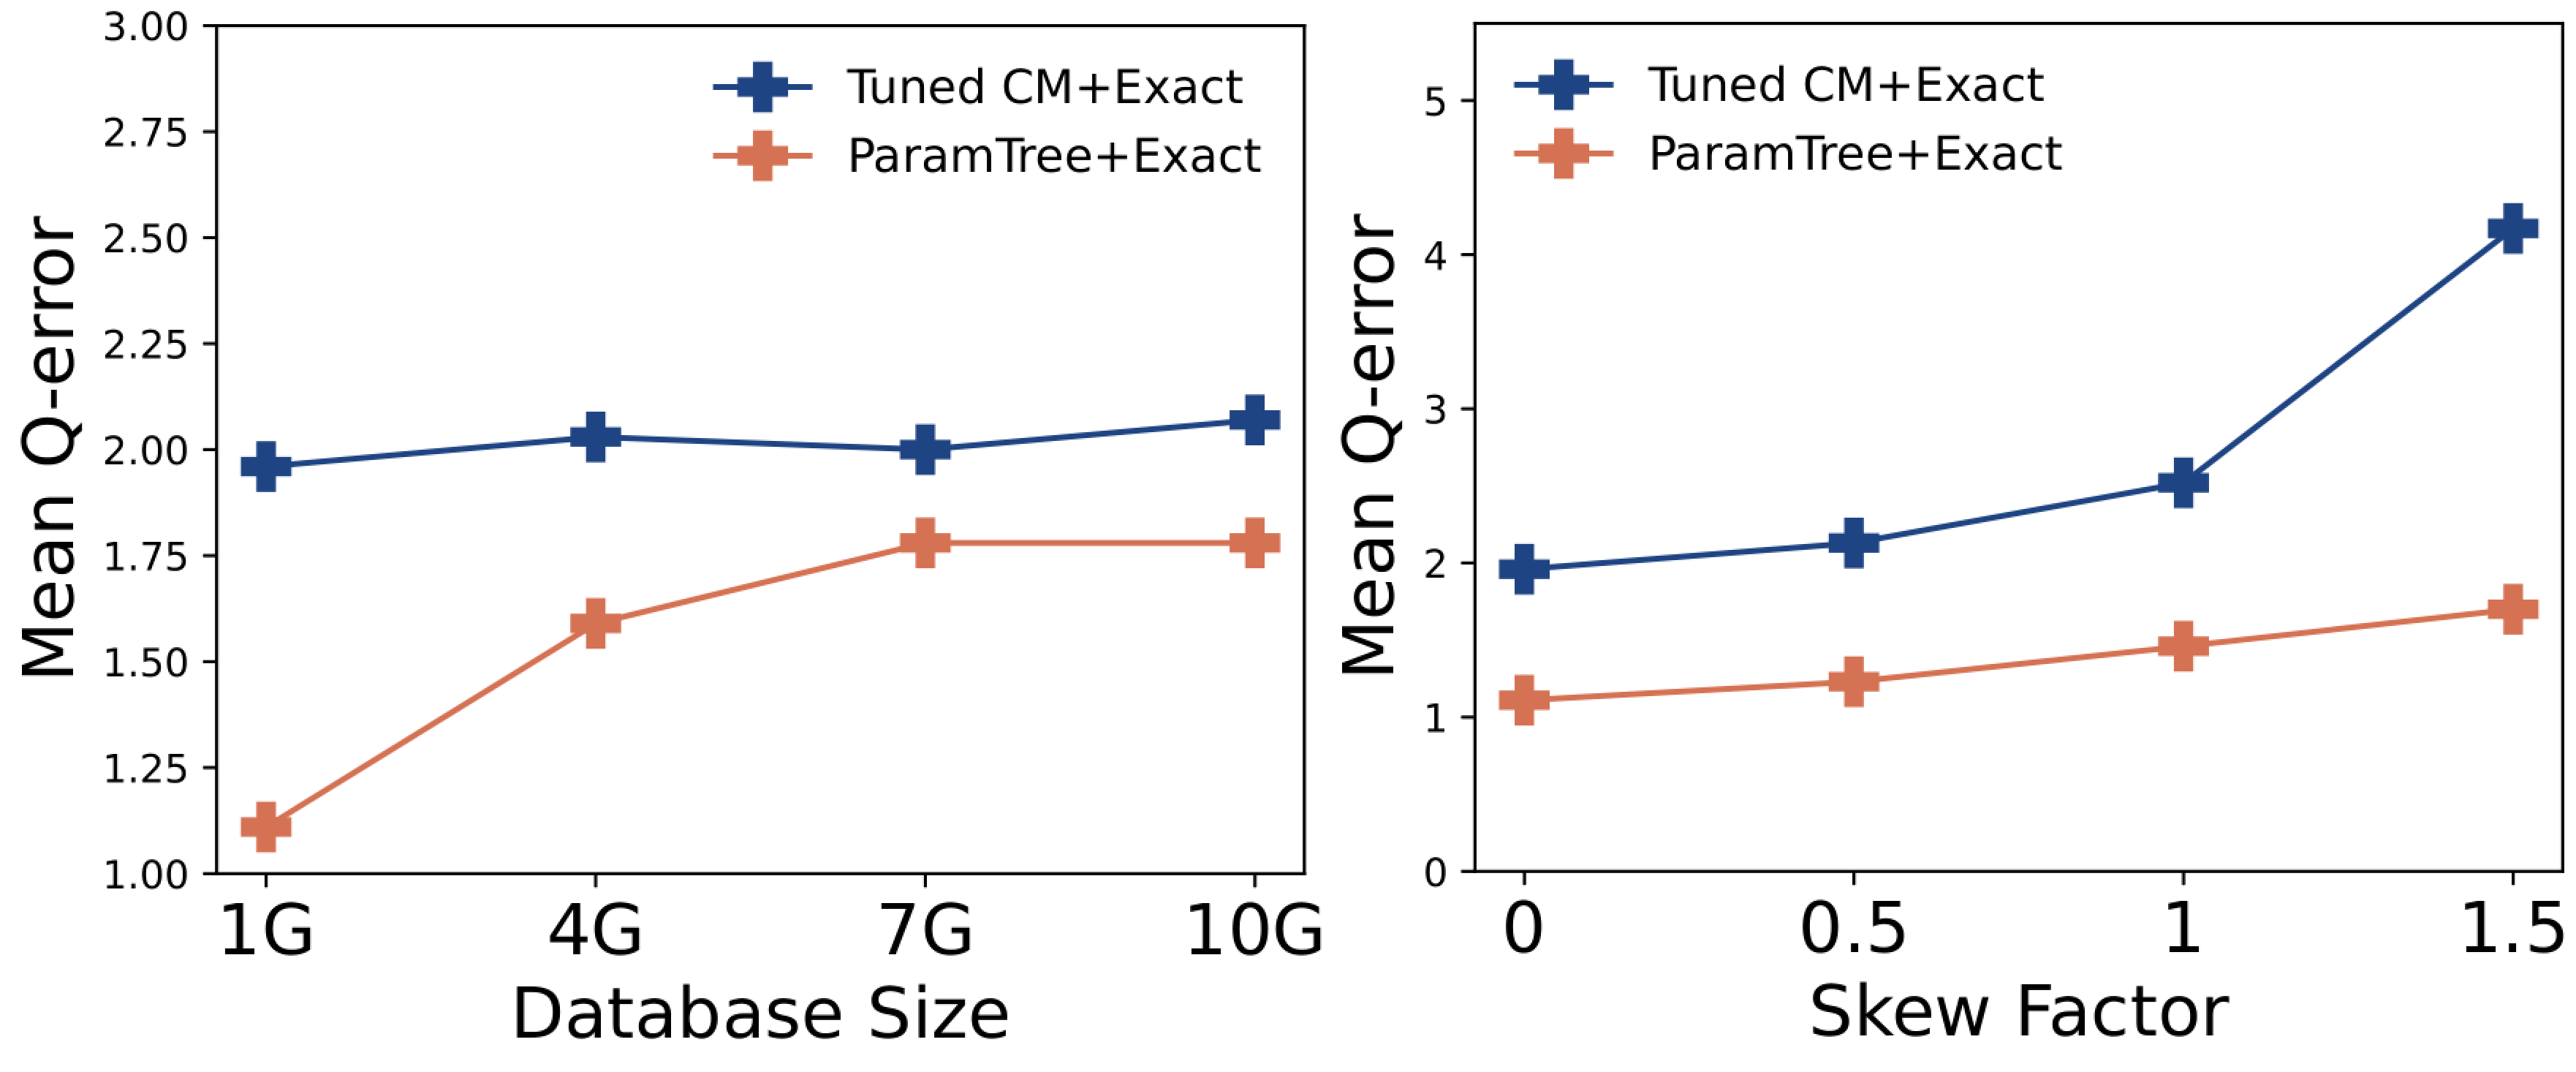 Mean Q-error
3.00
2.75
2.50
2.25
2.00
1.75
1.50
1.25
1.00
Tuned CM+Exact
ParamTree+Exact
1G 4G 7G 10G
Database Size
Mean Q-error
5
4
3
2
1
0
Tuned CM+Exact
ParamTree+Exact
0 0.5 1 1.5
Skew Factor